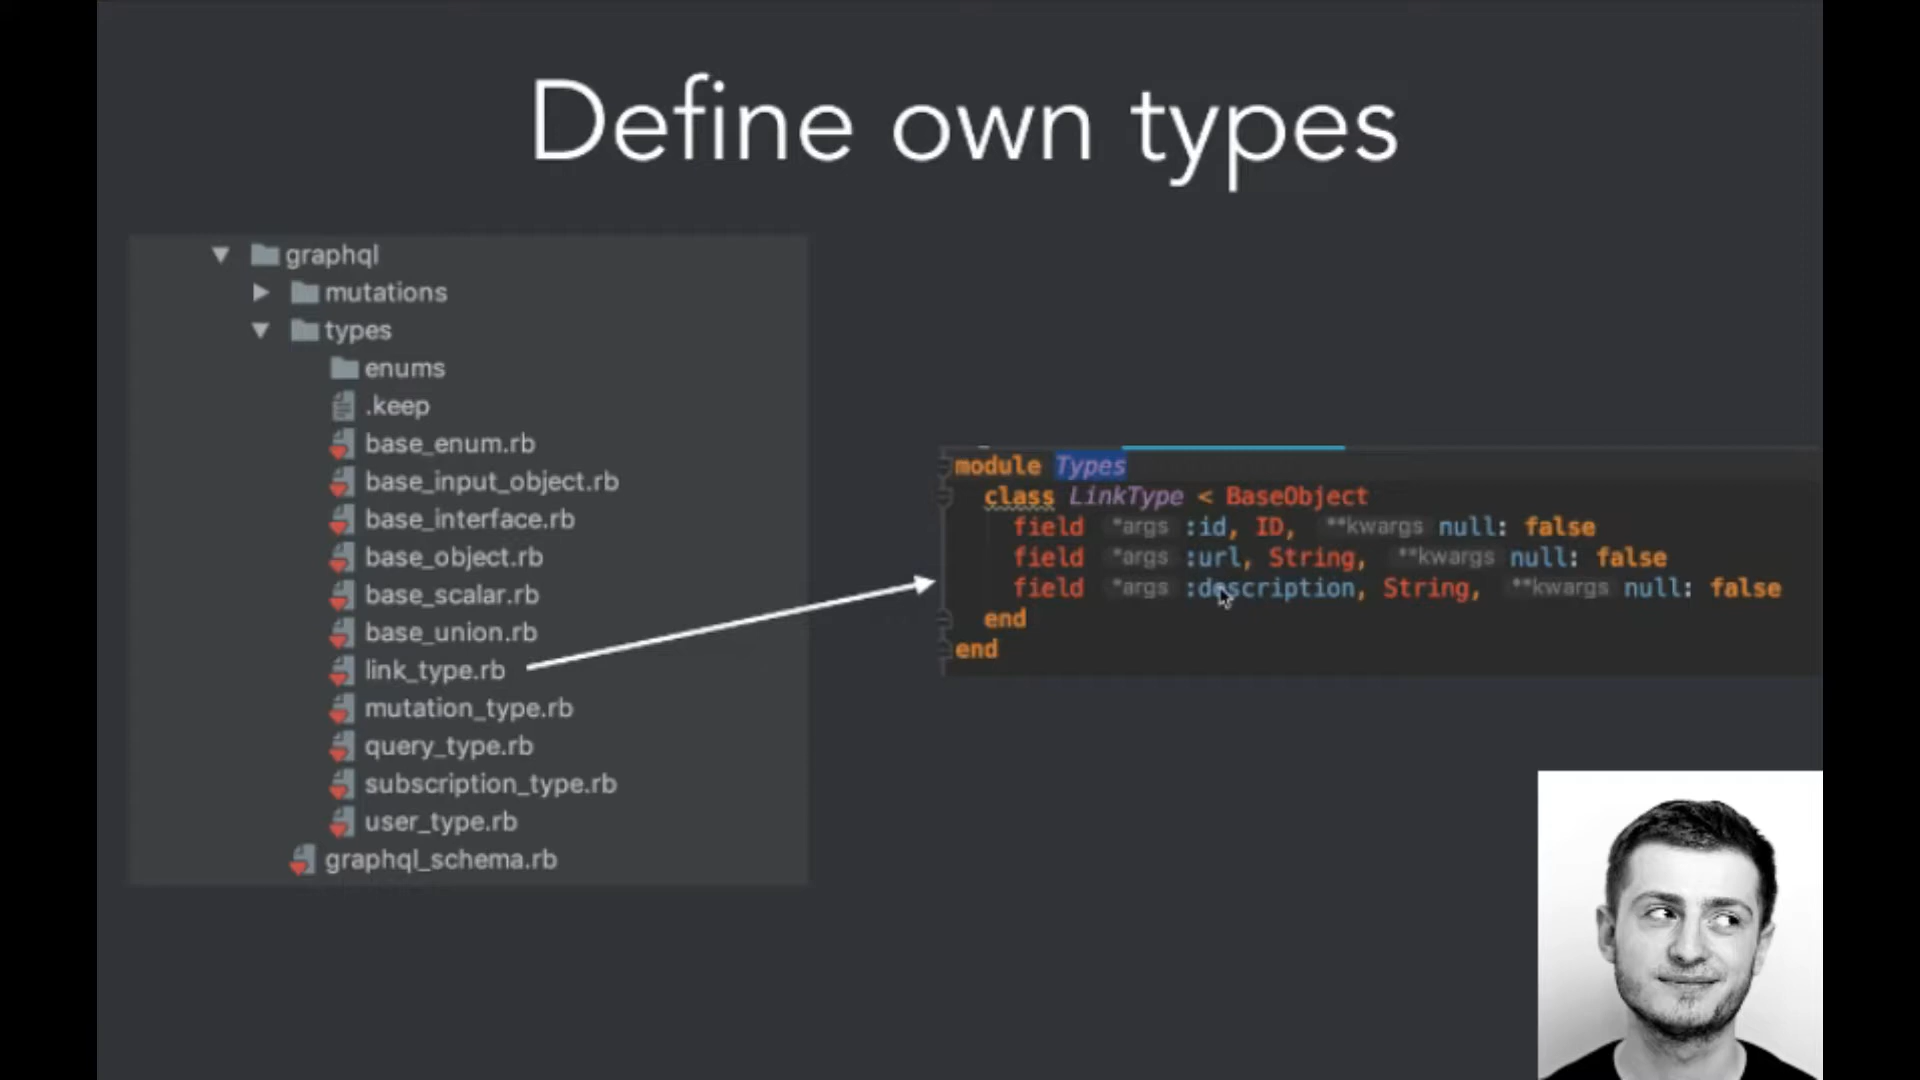 Define own types
graphql
mutations
types
enums
.keep
base_enum.rb
base_input_object.rb
base_interface.rb
base_object.rb
base_scalar.rb
base_union.rb
link_type.rb
mutation_type.rb
query_type.rb
subscription_type.rb
user_type.rb
graphql_schema.rb
module Types
class LinkType < BaseObject
field *args :id, ID, **kwargs null: false
field *args :url, String, **kwargs null: false
field *args :description, String, **kwargs null: false
end
end